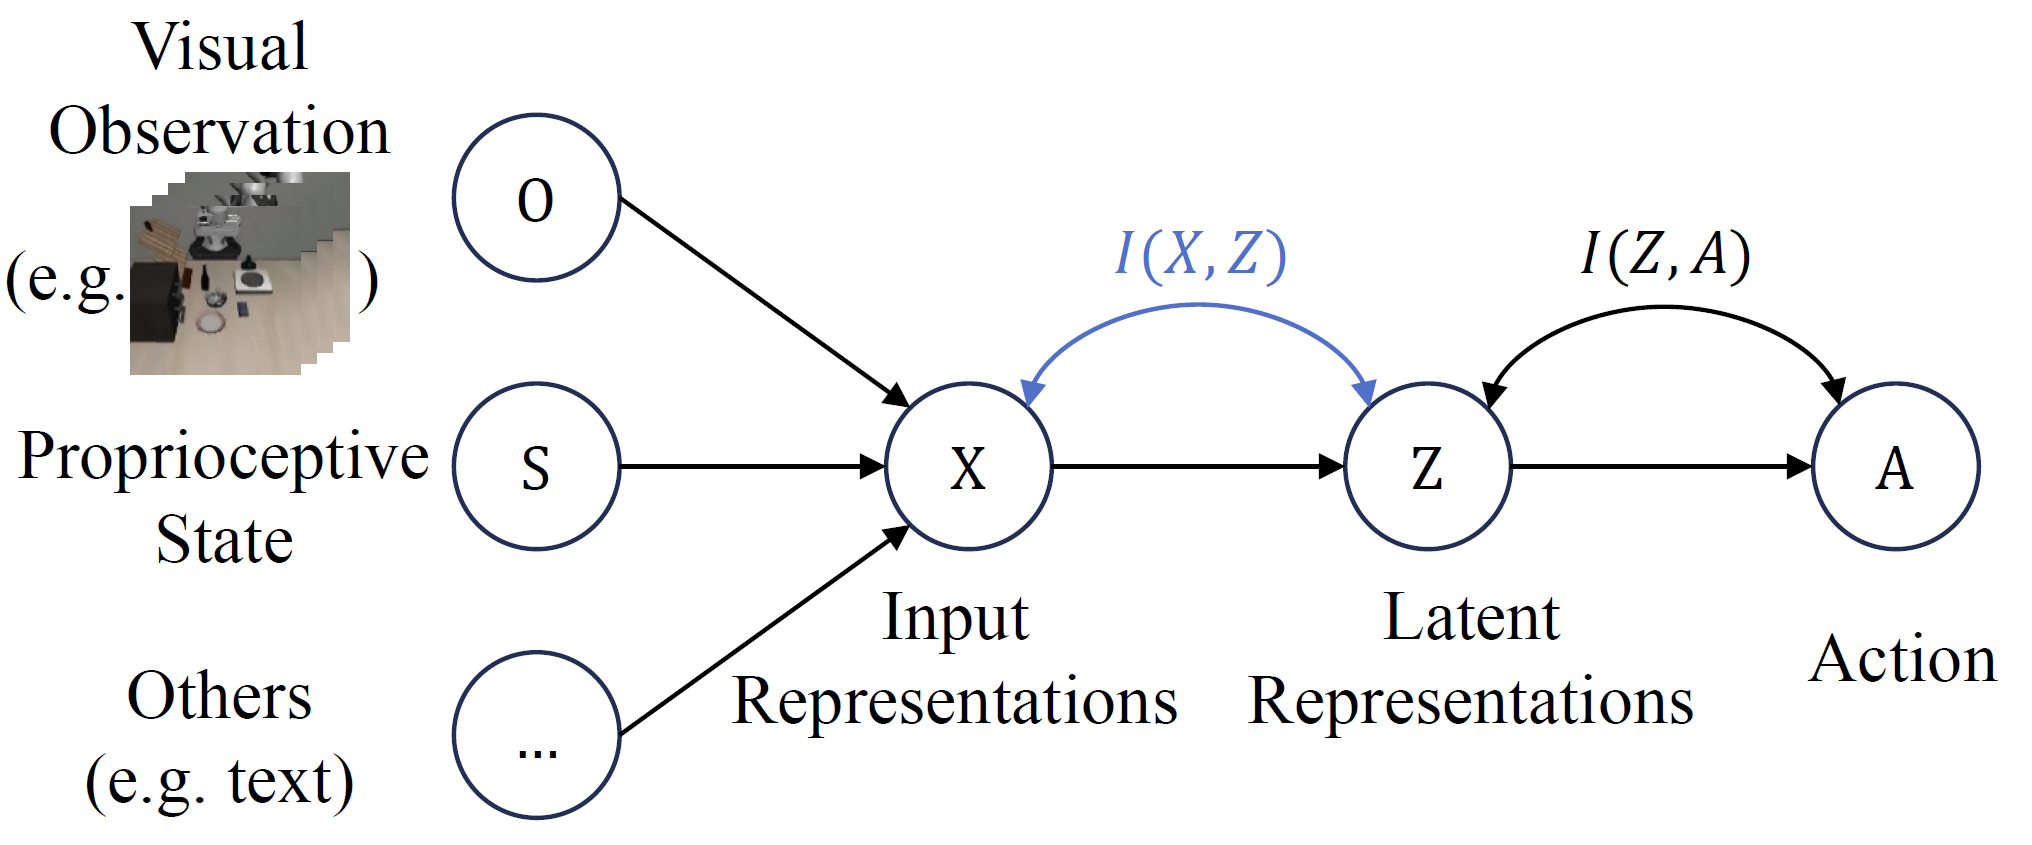 Visual
Observation
(e.g. )
O
I(X, Z)
I(Z, A)
Proprioceptive
State
S
X
Z
A
Input
Representations
Latent
Representations
Action
Others
(e.g. text)
...